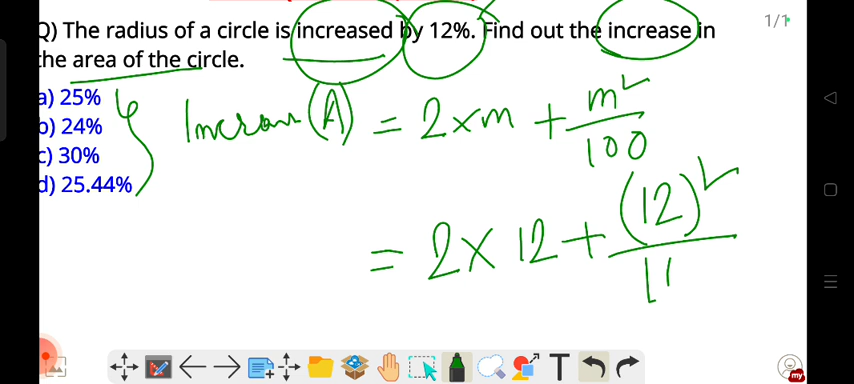 Q) The radius of a circle is increased by 12%. Find out the increase in
the area of the circle.
a) 25%
b) 24%
c) 30%
d) 25.44%
Increase (A) = 2 x m + m²/100
= 2 x 12 + (12)²/1
1/1
T
my